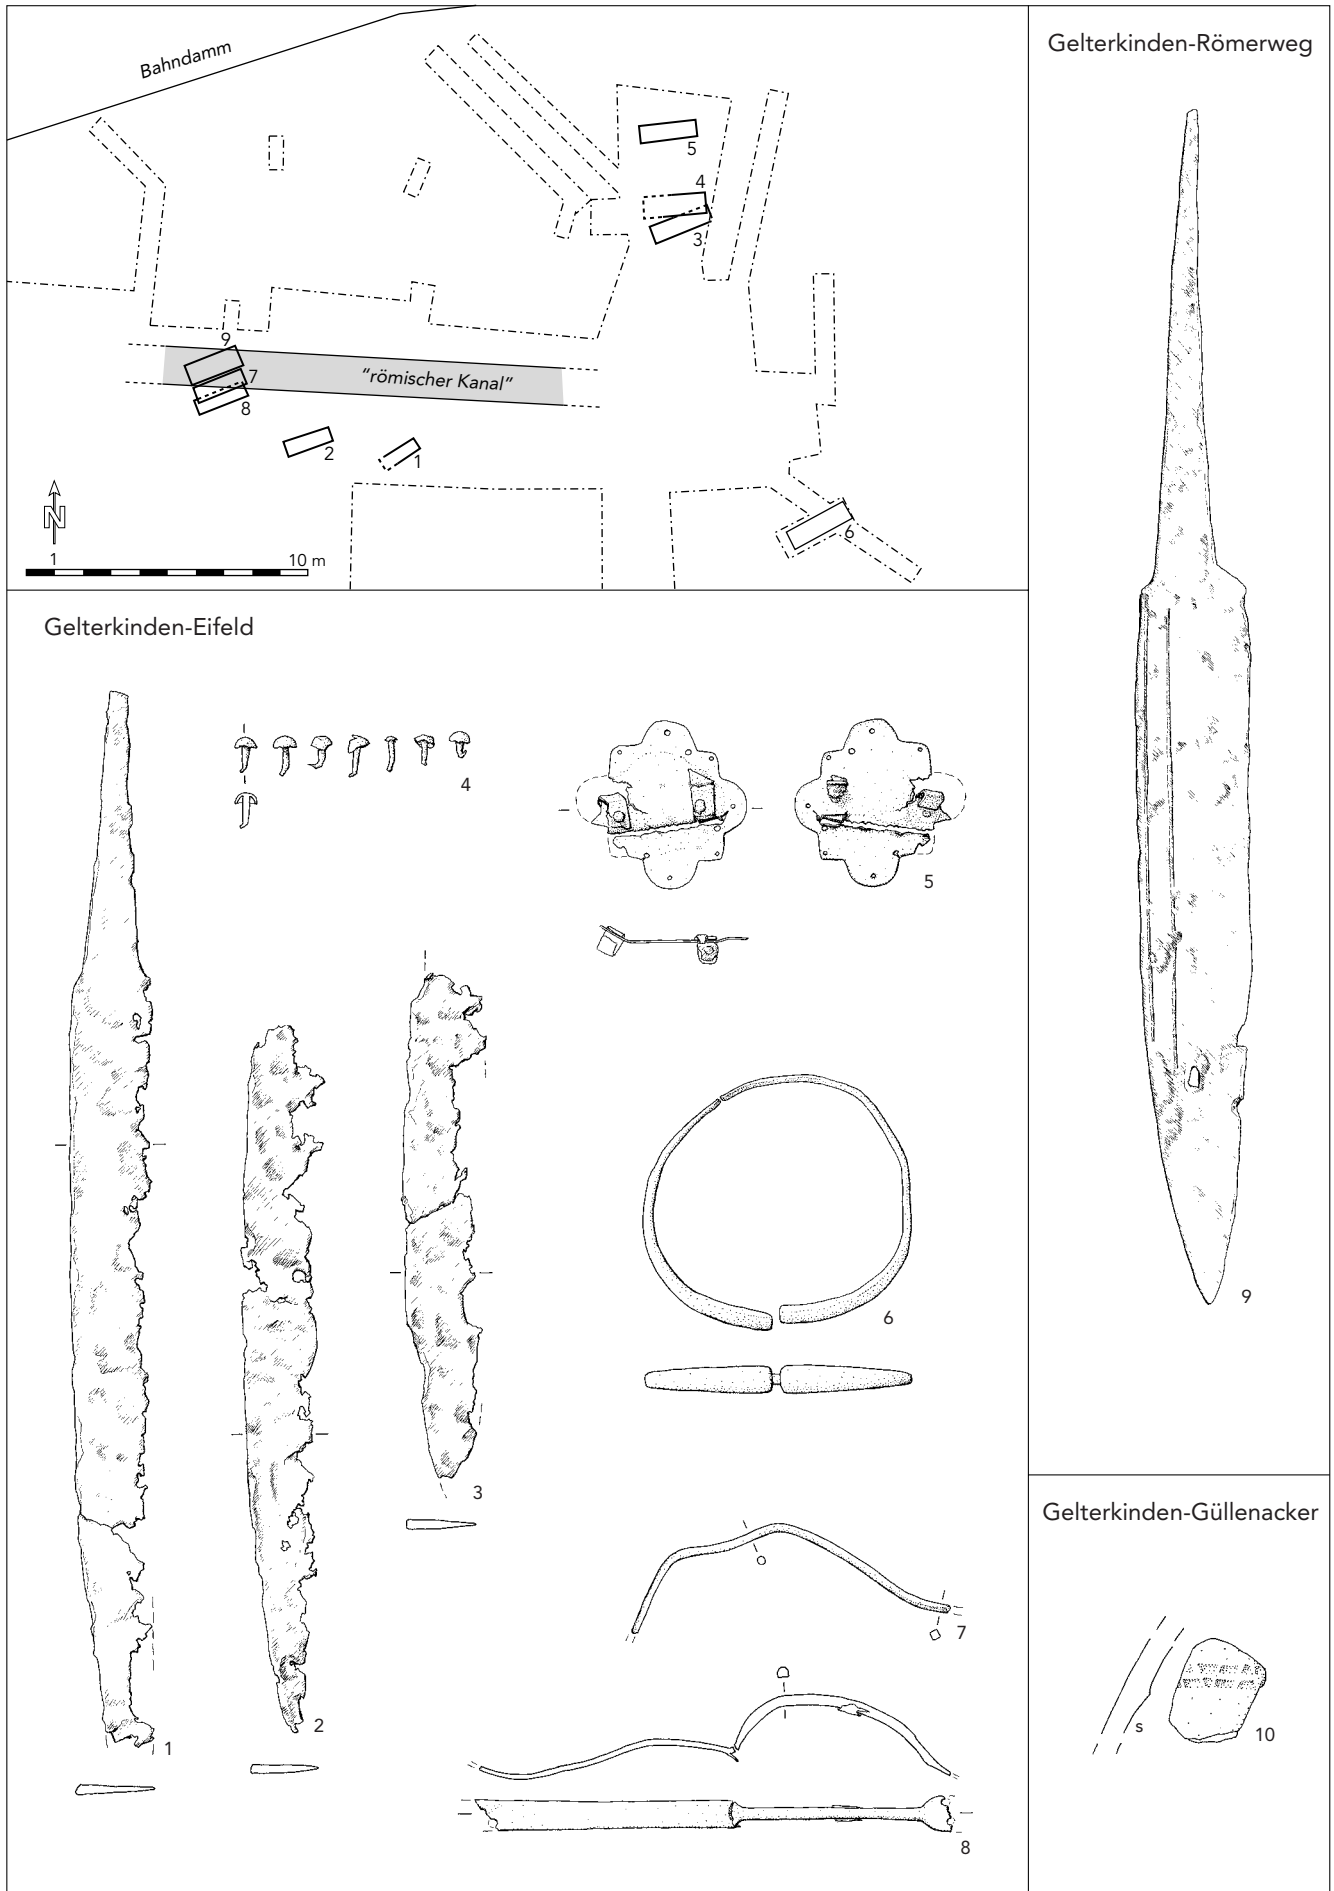 Bahndamm
5
4
3
9
7
8
"römischer Kanal"
2
1
6
N
1 10 m
Gelterkinden-Eifeld
4
5
3
6
2
1
7
8
Gelterkinden-Römerweg
9
Gelterkinden-Güllenacker
s
10